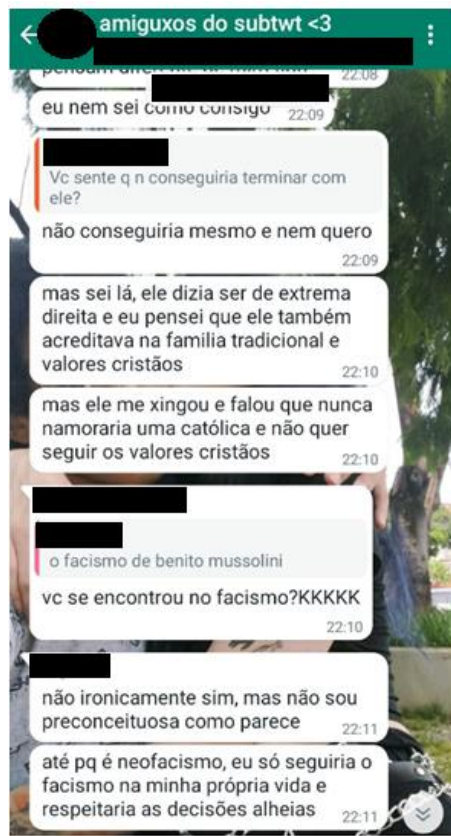 amiguxos do subtwt <3
22:08
eu nem sei como consigo 22:09
Vc sente q n conseguiria terminar com
ele?
não conseguiria mesmo e nem quero
22:09
mas sei lá, ele dizia ser de extrema
direita e eu pensei que ele também
acreditava na familia tradicional e
valores cristãos
22:10
mas ele me xingou e falou que nunca
namoraria uma católica e não quer
seguir os valores cristãos
22:10
o facismo de benito mussolini
vc se encontrou no facismo?KKKKK
22:10
não ironicamente sim, mas não sou
preconceituosa como parece
22:11
até pq é neofacismo, eu só seguiria o
facismo na minha própria vida e
respeitaria as decisões alheias
22:11